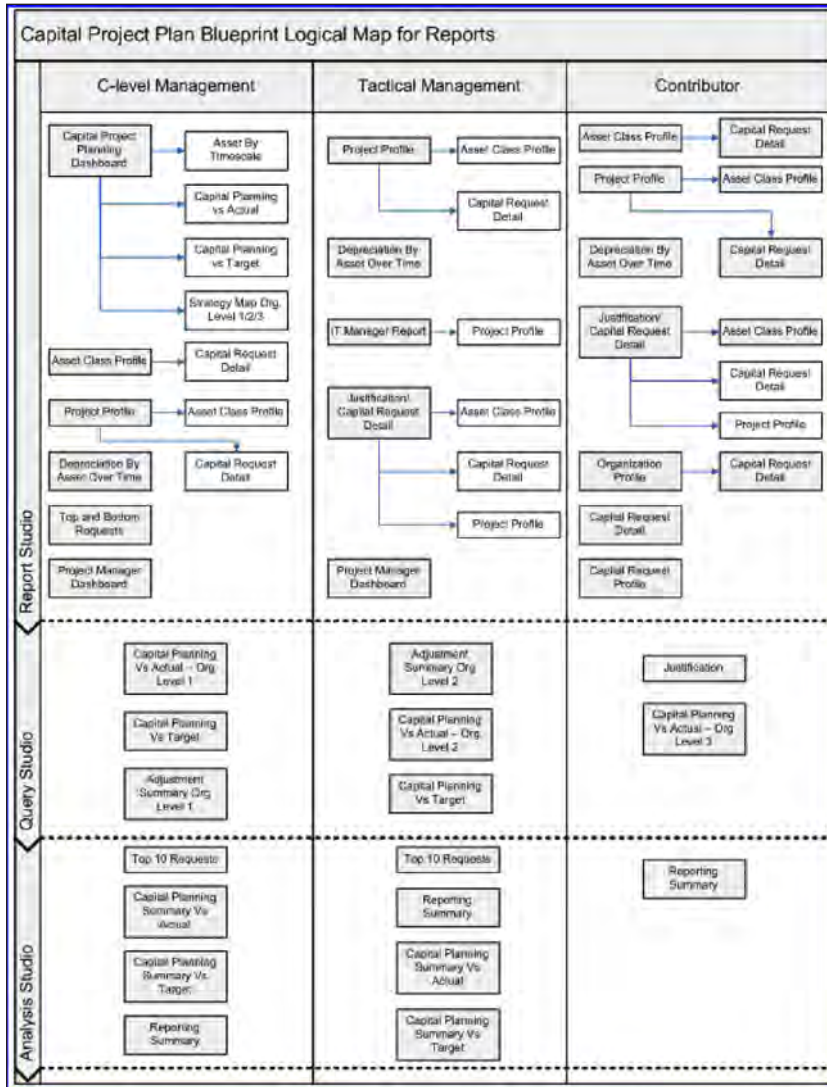 Capital Project Plan Blueprint Logical Map for Reports
C-level Management
Tactical Management
Contributor
Report Studio
Capital Project
Planning
Dashboard
Asset By
Timescale
Capital Planning
vs Actual
Capital Planning
vs Target
Strategy Map Org.
Level 1/2/3
Asset Class Profile
Capital Request
Detail
Project Profile
Asset Class Profile
Capital Request
Detail
Depreciation By
Asset Over Time
Top and Bottom
Requests
Project Manager
Dashboard
Project Profile
Asset Class Profile
Capital Request
Detail
Depreciation By
Asset Over Time
IT Manager Report
Project Profile
Justification/
Capital Request
Detail
Asset Class Profile
Capital Request
Detail
Project Profile
Project Manager
Dashboard
Asset Class Profile
Capital Request
Detail
Project Profile
Asset Class Profile
Capital Request
Detail
Depreciation By
Asset Over Time
Justification/
Capital Request
Detail
Asset Class Profile
Capital Request
Detail
Project Profile
Organization
Profile
Capital Request
Detail
Capital Request
Detail
Capital Request
Profile
Query Studio
Capital Planning
Vs Actual – Org
Level 1
Capital Planning
Vs Target
Adjustment
Summary Org
Level 1
Adjustment
Summary Org
Level 2
Capital Planning
Vs Actual – Org
Level 2
Capital Planning
Vs Target
Justification
Capital Planning
Vs Actual – Org
Level 3
Analysis Studio
Top 10 Requests
Capital Planning
Summary Vs
Actual
Capital Planning
Summary Vs
Target
Reporting
Summary
Top 10 Requests
Reporting
Summary
Capital Planning
Summary Vs
Actual
Capital Planning
Summary Vs
Target
Reporting
Summary